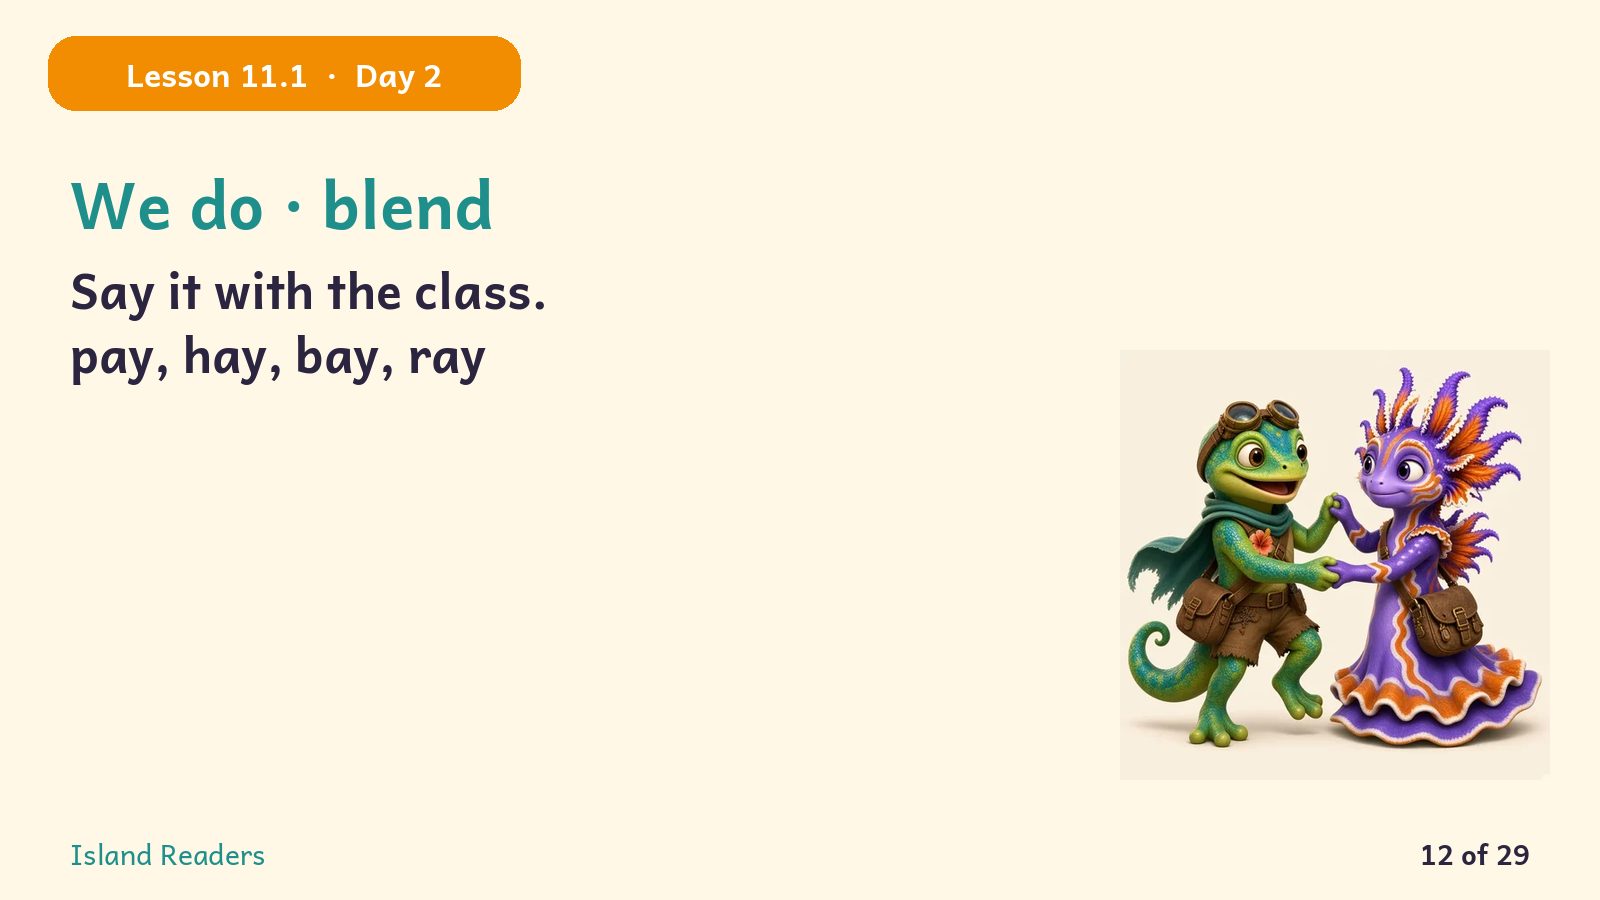 Lesson 11.1 · Day 2
We do · blend
Say it with the class.
pay, hay, bay, ray
Island Readers
12 of 29